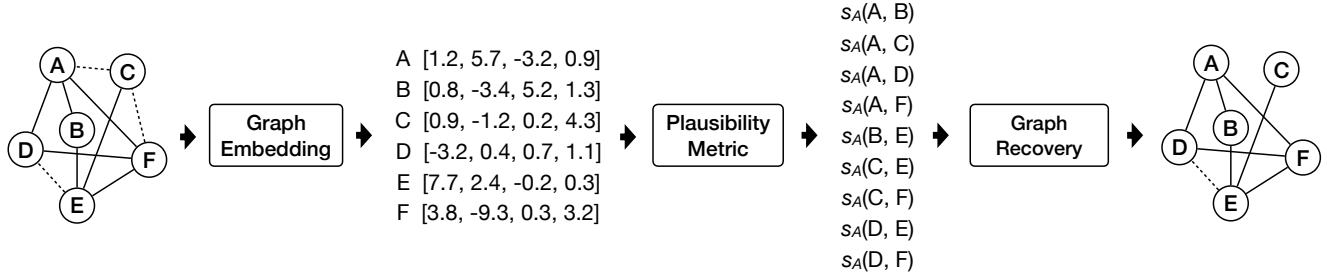 A
C
B
D
F
E
Graph
Embedding
A [1.2, 5.7, -3.2, 0.9]
B [0.8, -3.4, 5.2, 1.3]
C [0.9, -1.2, 0.2, 4.3]
D [-3.2, 0.4, 0.7, 1.1]
E [7.7, 2.4, -0.2, 0.3]
F [3.8, -9.3, 0.3, 3.2]
Plausibility
Metric
sA(A, B)
sA(A, C)
sA(A, D)
sA(A, F)
sA(B, E)
sA(C, E)
sA(C, F)
sA(D, E)
sA(D, F)
Graph
Recovery
A
C
B
D
F
E